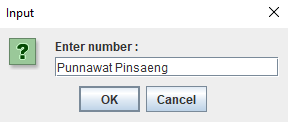 Input
Enter number :
Punnawat Pinsaeng
OK Cancel